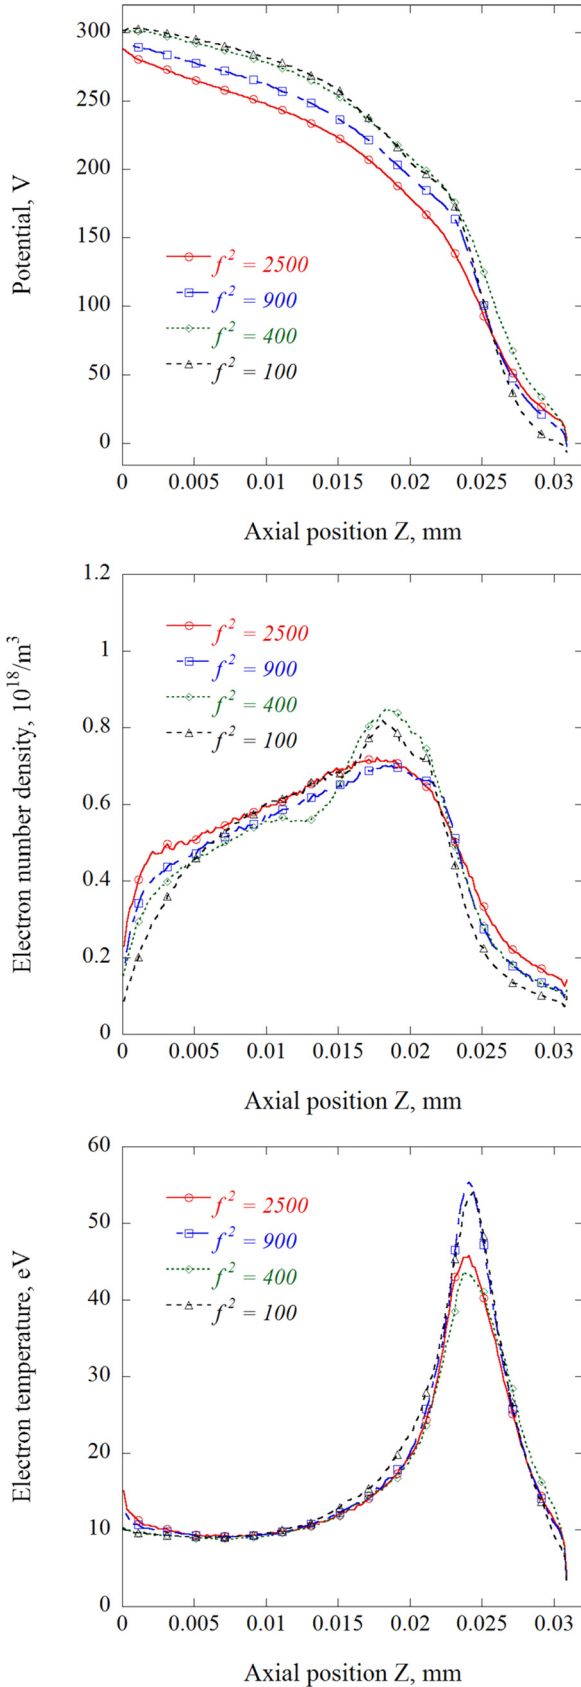 300
250
200
150
100
50
0
Potential, V
f² = 2500
f² = 900
f² = 400
f² = 100
0 0.005 0.01 0.015 0.02 0.025 0.03
Axial position Z, mm
1.2
1
0.8
0.6
0.4
0.2
0
Electron number density, 10¹⁸/m³
f² = 2500
f² = 900
f² = 400
f² = 100
0 0.005 0.01 0.015 0.02 0.025 0.03
Axial position Z, mm
60
50
40
30
20
10
0
Electron temperature, eV
f² = 2500
f² = 900
f² = 400
f² = 100
0 0.005 0.01 0.015 0.02 0.025 0.03
Axial position Z, mm